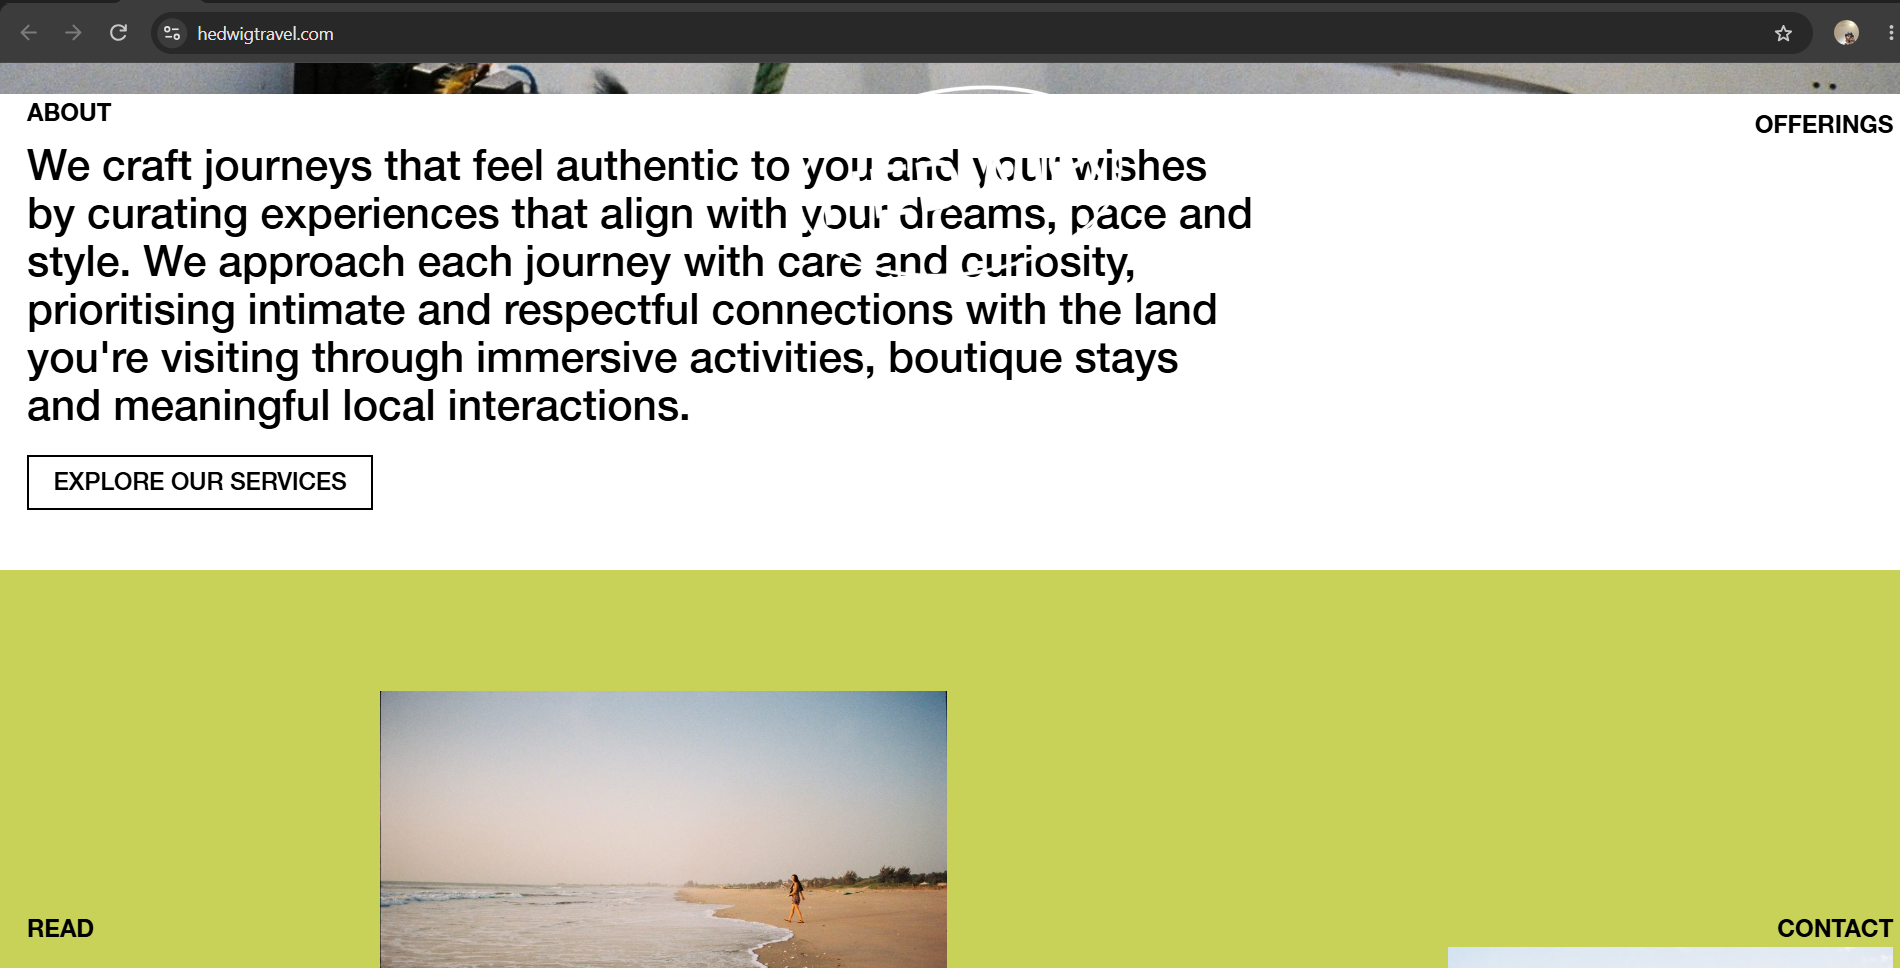 hedwigtravel.com
ABOUT
OFFERINGS
We craft journeys that feel authentic to you and your wishes
by curating experiences that align with your dreams, pace and
style. We approach each journey with care and curiosity,
prioritising intimate and respectful connections with the land
you're visiting through immersive activities, boutique stays
and meaningful local interactions.
EXPLORE OUR SERVICES
READ
CONTACT